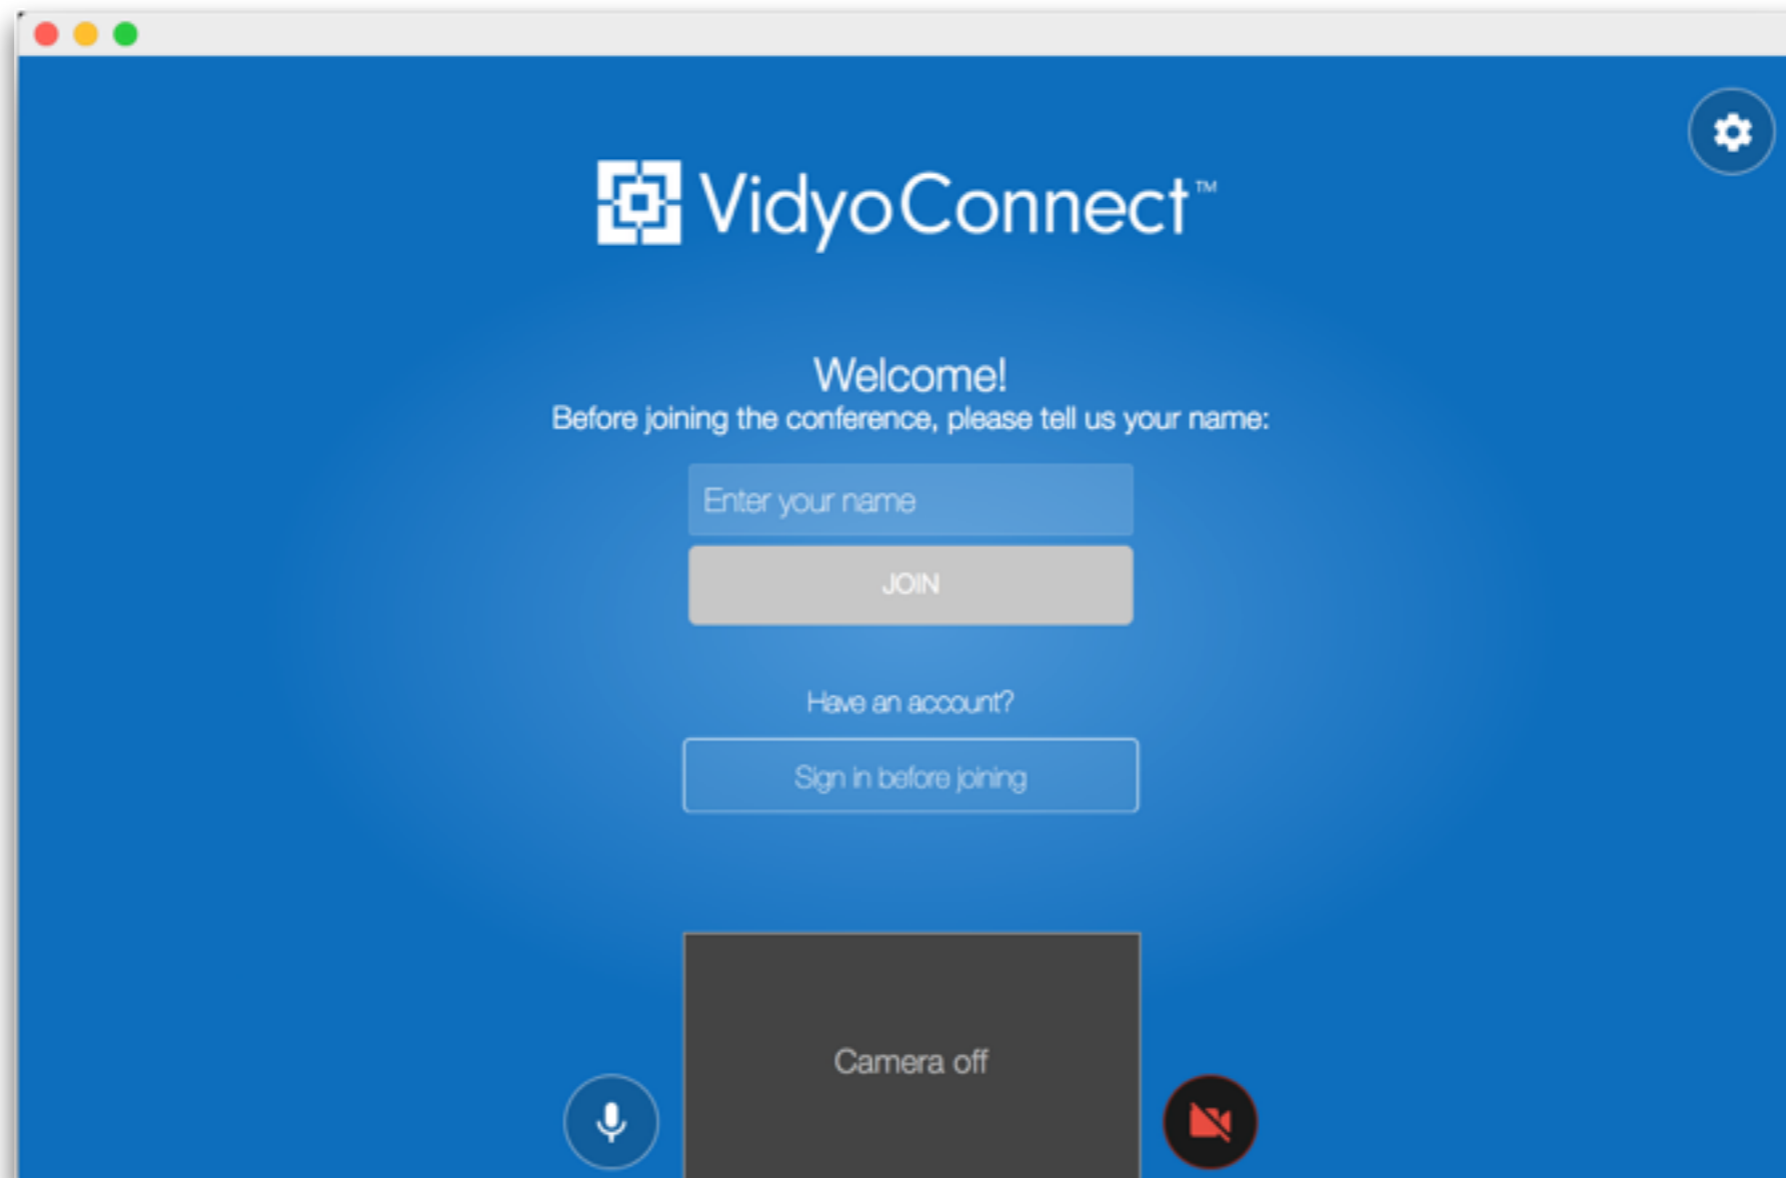 VidyoConnect™
Welcome!
Before joining the conference, please tell us your name:
Enter your name
JOIN
Have an account?
Sign in before joining
Camera off